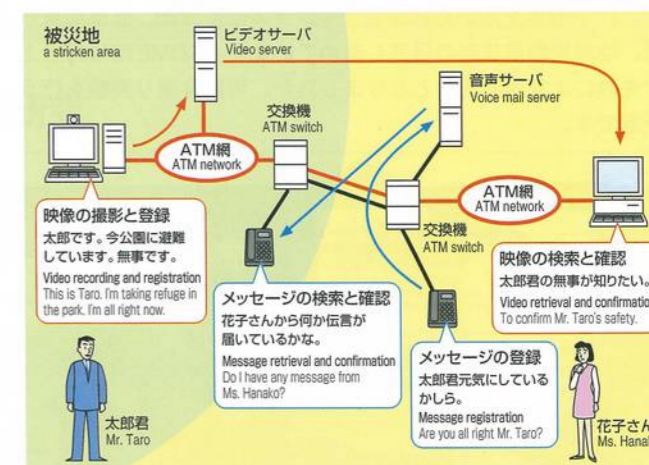 被災地
a stricken area
ビデオサーバ
Video server
音声サーバ
Voice mail server
交換機
ATM switch
ATM網
ATM network
ATM網
ATM network
交換機
ATM switch
映像の撮影と登録
太郎です。今公園に避難
しています。無事です。
Video recording and registration
This is Taro. I'm taking refuge in
the park. I'm all right now.
メッセージの検索と確認
花子さんから何か伝言が
届いているかな。
Message retrieval and confirmation
Do I have any message from
Ms. Hanako?
メッセージの登録
太郎君元気にしている
かしら。
Message registration
Are you all right Mr. Taro?
映像の検索と確認
太郎君の無事が知りたい。
Video retrieval and confirmatio
To confirm Mr. Taro's safety.
太郎君
Mr. Taro
花子さん
Ms. Hana